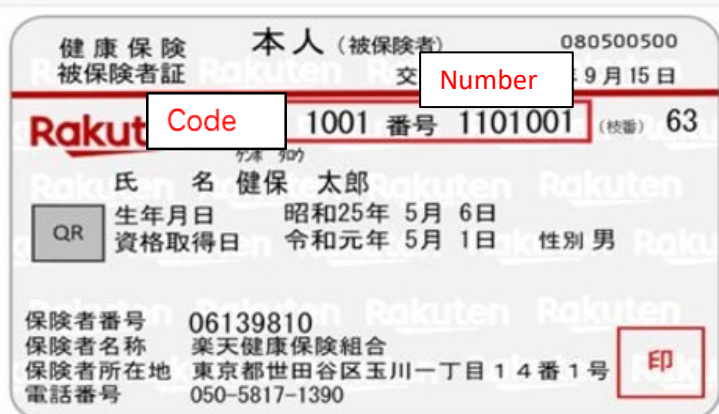 健康保険 本人（被保険者） 080500500
被保険者証 交 Number 年 9月15日
Rakut Code 1001 番号 1101001 (枝番) 63
ケンポ タロウ
氏 名 健保 太郎
生年月日 昭和25年 5月 6日
QR
資格取得日 令和元年 5月 1日 性別 男
保険者番号 06139810
保険者名称 楽天健康保険組合
保険者所在地 東京都世田谷区玉川一丁目14番1号
電話番号 050-5817-1390
印